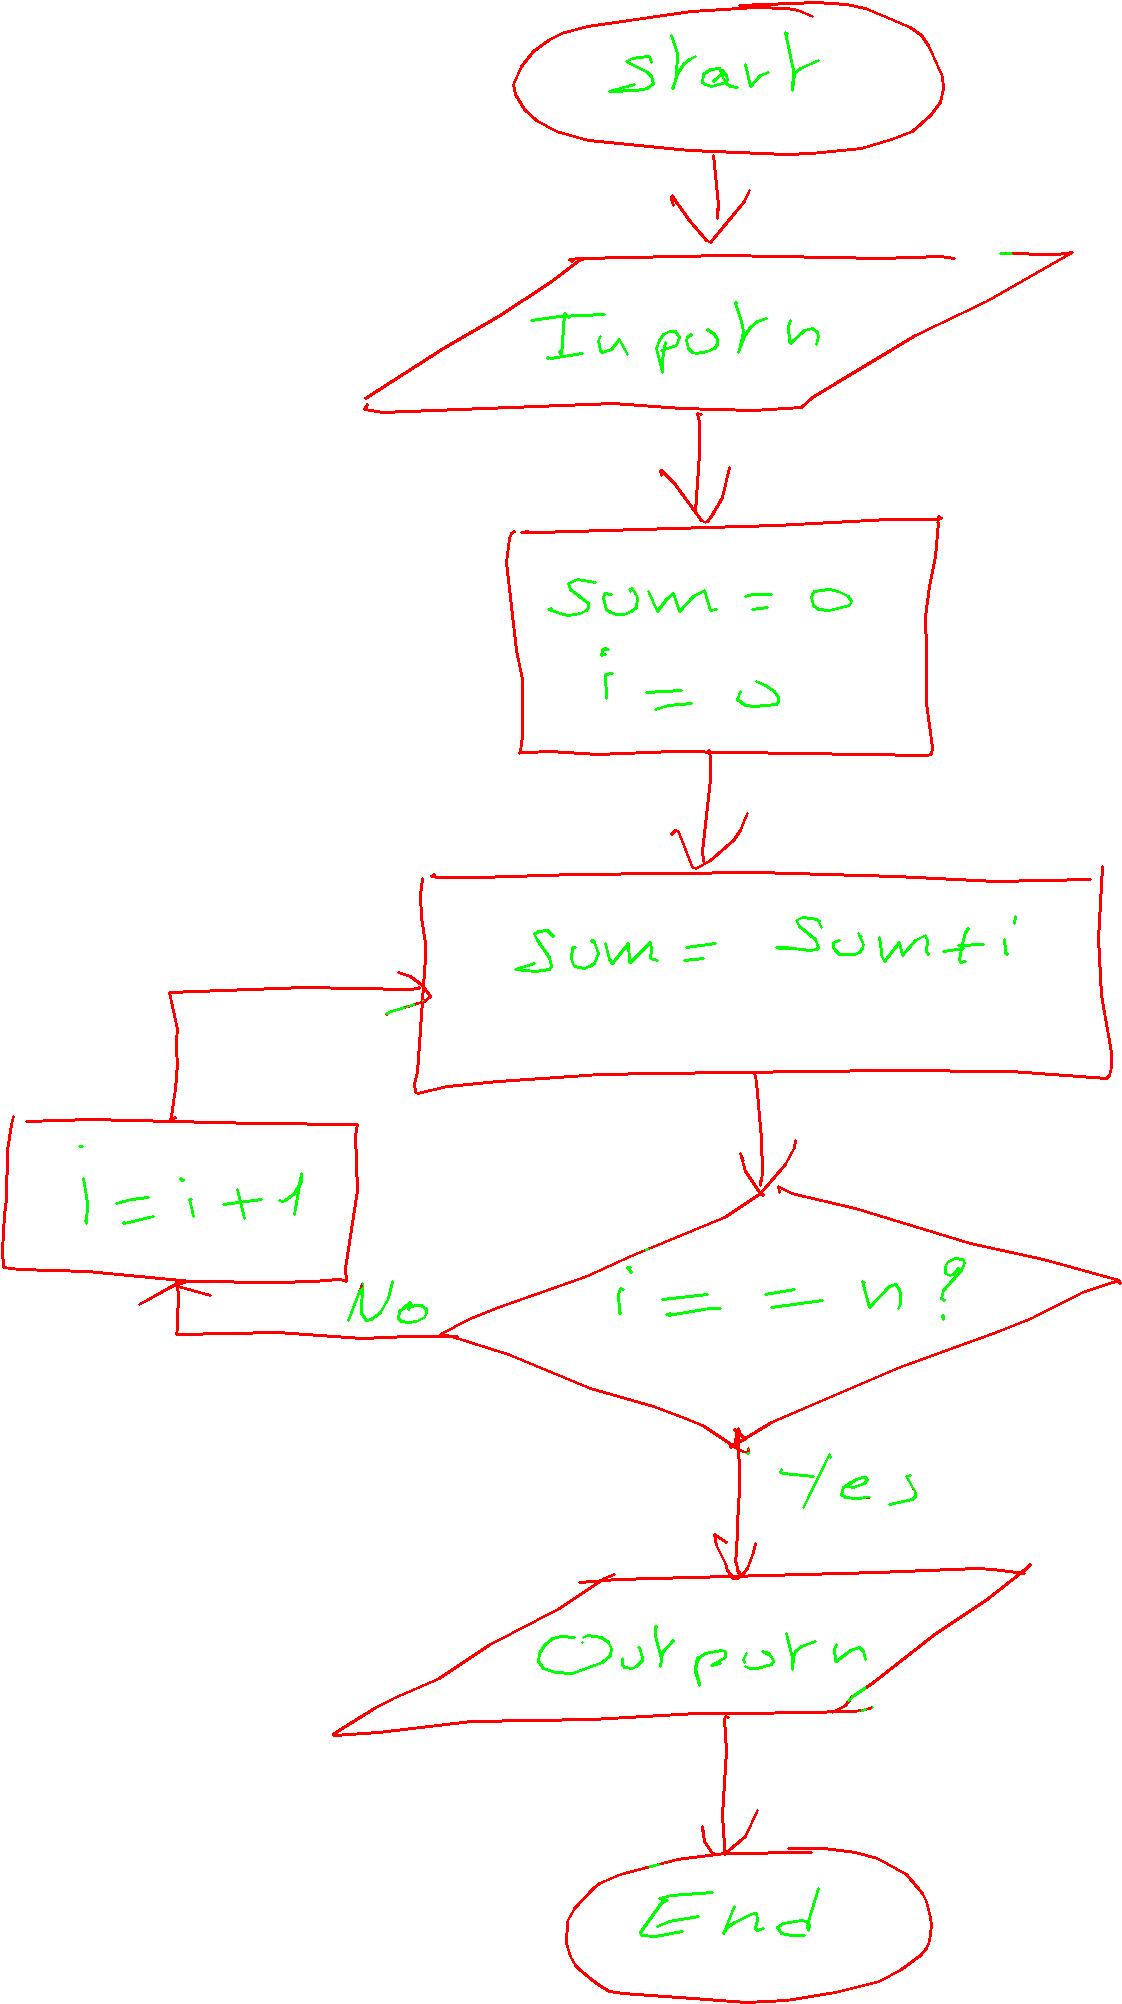 Start
Input n
sum = 0
i = 0
sum = sum + i
i = i + 1
No
i = = n?
Yes
Output n
End